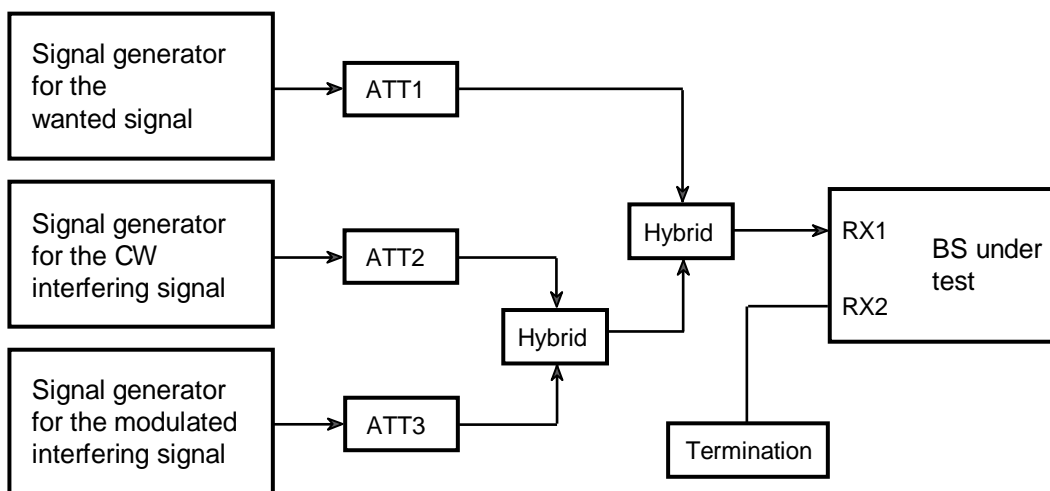 Signal generator
for the
wanted signal
ATT1
Signal generator
for the CW
interfering signal
ATT2
Hybrid
Hybrid
RX1
RX2
BS under
test
Signal generator
for the modulated
interfering signal
ATT3
Termination